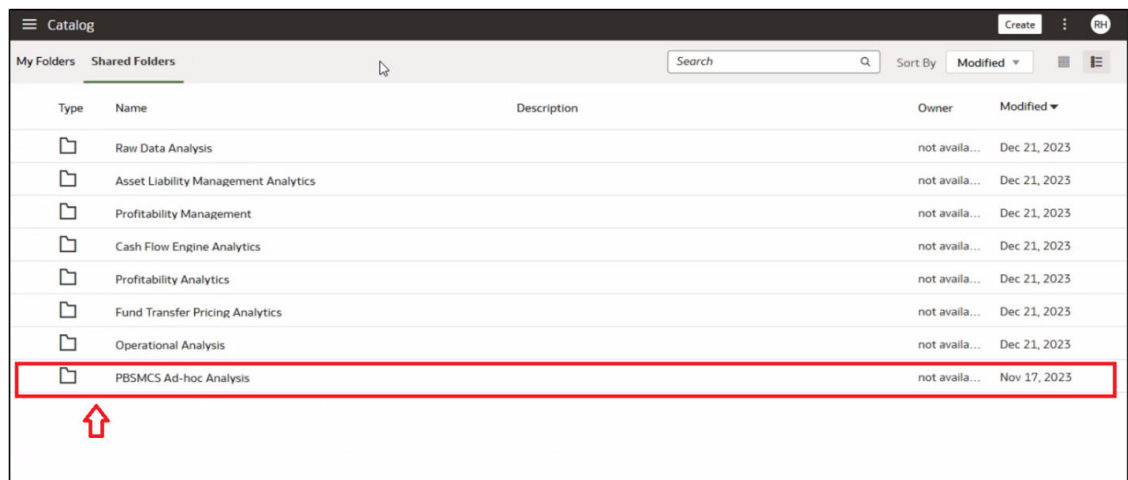 Catalog Create RH
My Folders Shared Folders Search Sort By Modified
Type Name Description Owner Modified
Raw Data Analysis not availa... Dec 21, 2023
Asset Liability Management Analytics not availa... Dec 21, 2023
Profitability Management not availa... Dec 21, 2023
Cash Flow Engine Analytics not availa... Dec 21, 2023
Profitability Analytics not availa... Dec 21, 2023
Fund Transfer Pricing Analytics not availa... Dec 21, 2023
Operational Analysis not availa... Dec 21, 2023
PBSMCS Ad-hoc Analysis not availa... Nov 17, 2023